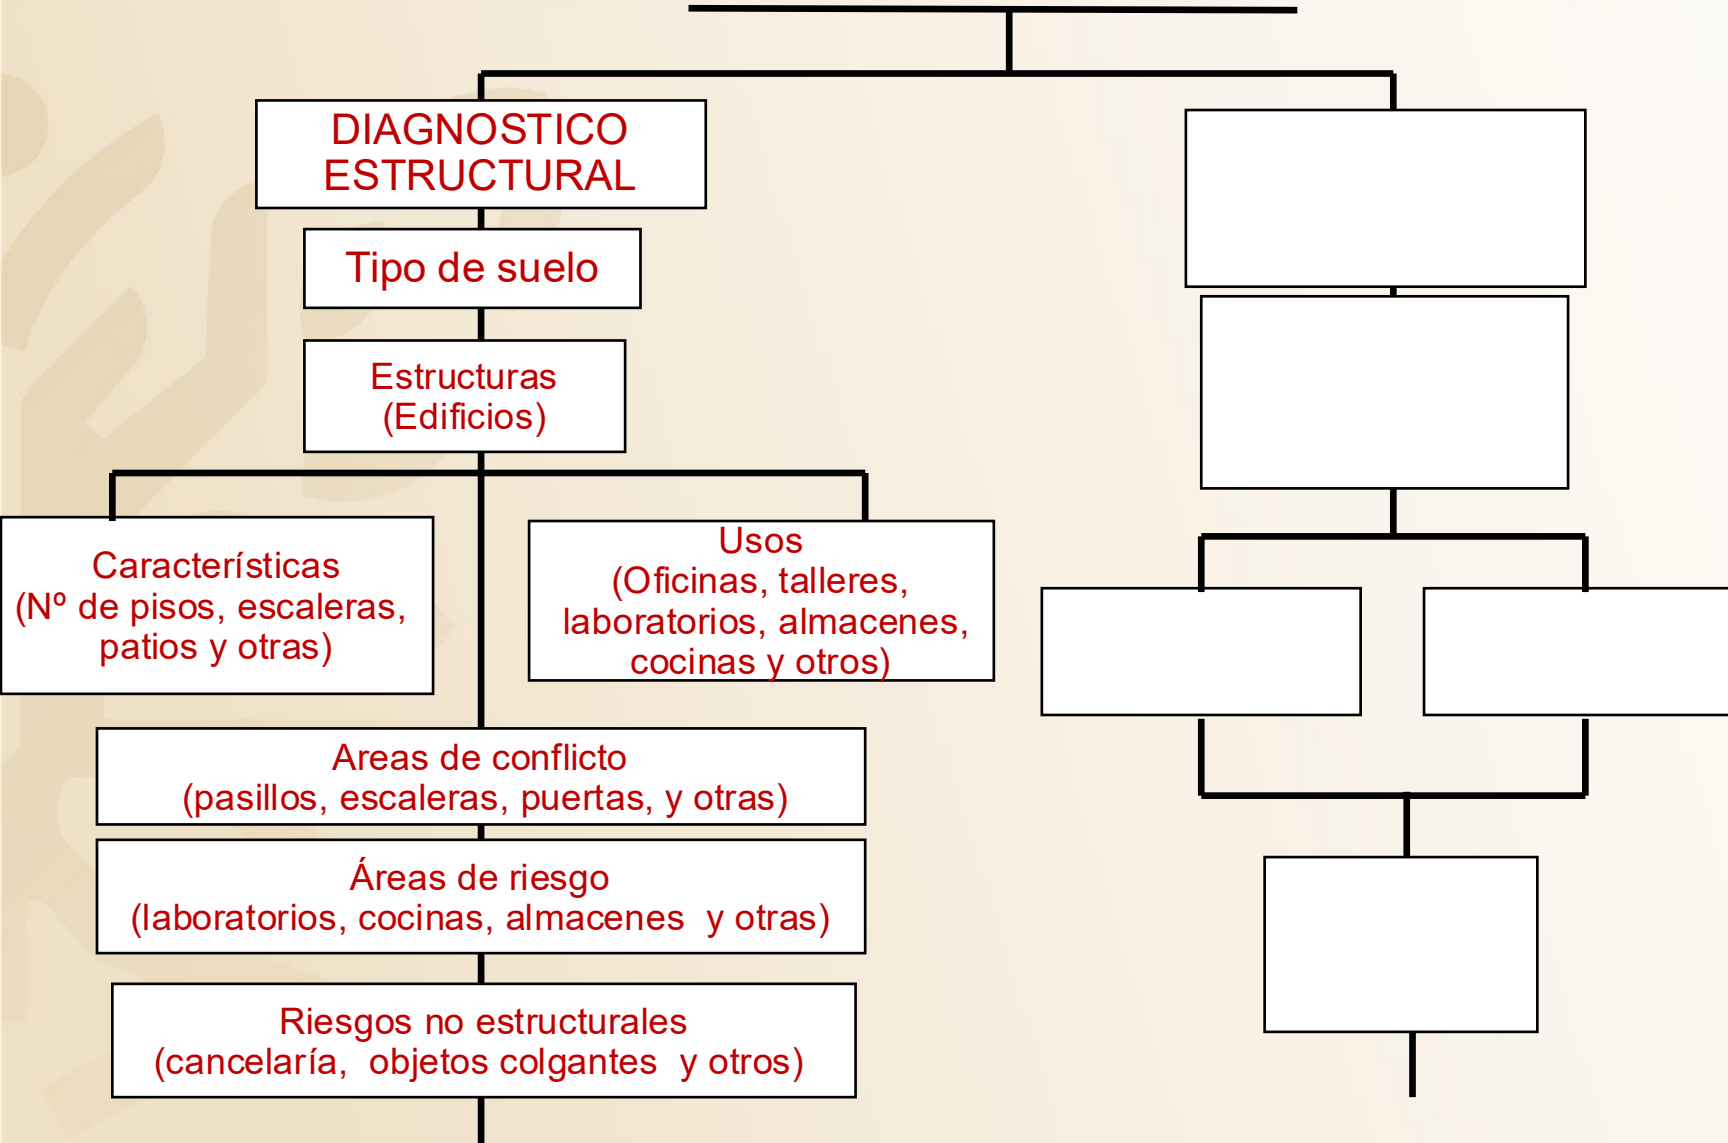 DIAGNOSTICO
ESTRUCTURAL
Tipo de suelo
Estructuras
(Edificios)
Características
(Nº de pisos, escaleras,
patios y otras)
Usos
(Oficinas, talleres,
laboratorios, almacenes,
cocinas y otros)
Areas de conflicto
(pasillos, escaleras, puertas, y otras)
Áreas de riesgo
(laboratorios, cocinas, almacenes y otras)
Riesgos no estructurales
(cancelaría, objetos colgantes y otros)